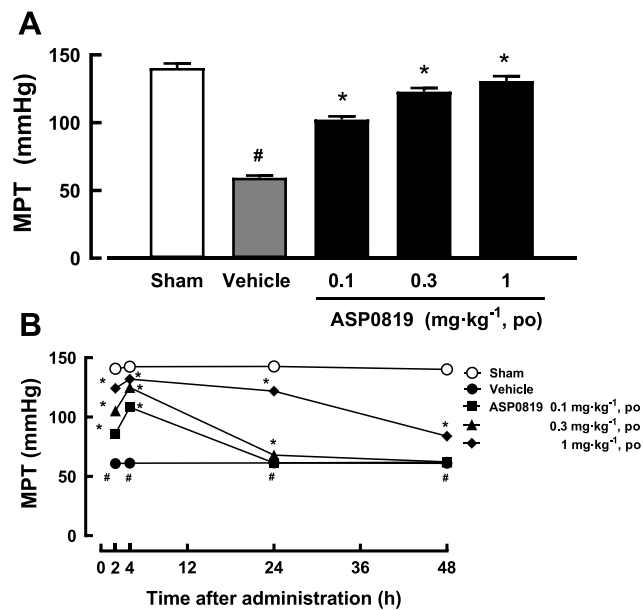 A
MPT (mmHg)
150
100
50
0
#
*
*
*
Sham
Vehicle
0.1
0.3
1
ASP0819 (mg·kg⁻¹, po)
B
MPT (mmHg)
150
100
50
0
*
*
*
*
*
*
*
*
*
#
#
#
#
0 2 4 12 24 36 48
Time after administration (h)
Sham
Vehicle
ASP0819 0.1 mg·kg⁻¹, po
0.3 mg·kg⁻¹, po
1 mg·kg⁻¹, po